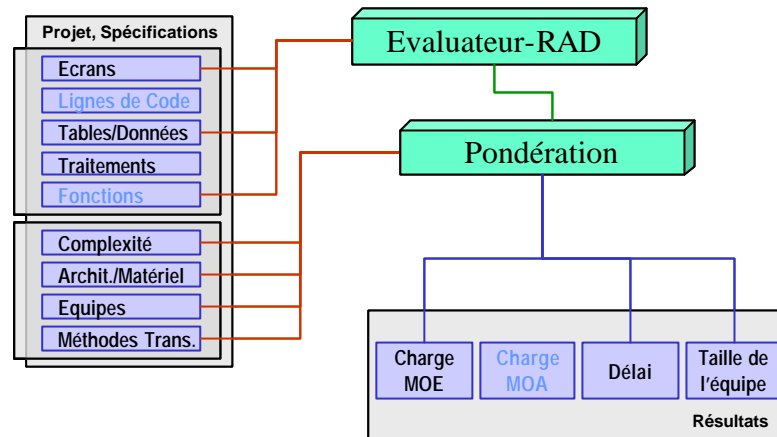 Projet, Spécifications
Ecrans
Lignes de Code
Tables/Données
Traitements
Fonctions
Complexité
Archit./Matériel
Equipes
Méthodes Trans.
Evaluateur-RAD
Pondération
Charge
MOE
Charge
MOA
Délai
Taille de
l'équipe
Résultats